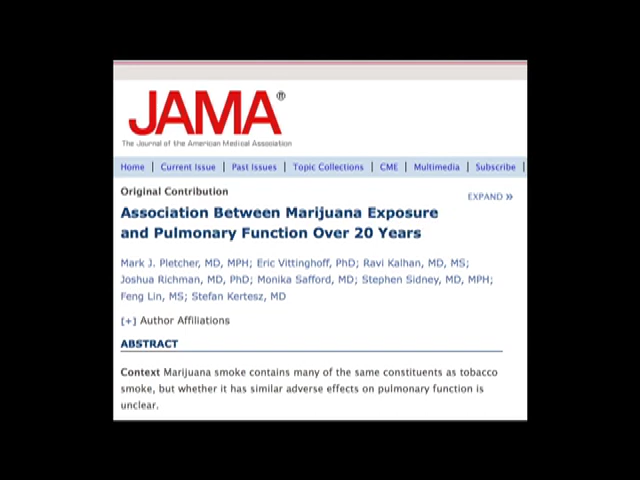 JAMA®
The Journal of the American Medical Association
Home | Current Issue | Past Issues | Topic Collections | CME | Multimedia | Subscribe |
Original Contribution
EXPAND »
Association Between Marijuana Exposure
and Pulmonary Function Over 20 Years
Mark J. Pletcher, MD, MPH; Eric Vittinghoff, PhD; Ravi Kalhan, MD, MS;
Joshua Richman, MD, PhD; Monika Safford, MD; Stephen Sidney, MD, MPH;
Feng Lin, MS; Stefan Kertesz, MD
[+] Author Affiliations
ABSTRACT
Context Marijuana smoke contains many of the same constituents as tobacco
smoke, but whether it has similar adverse effects on pulmonary function is
unclear.